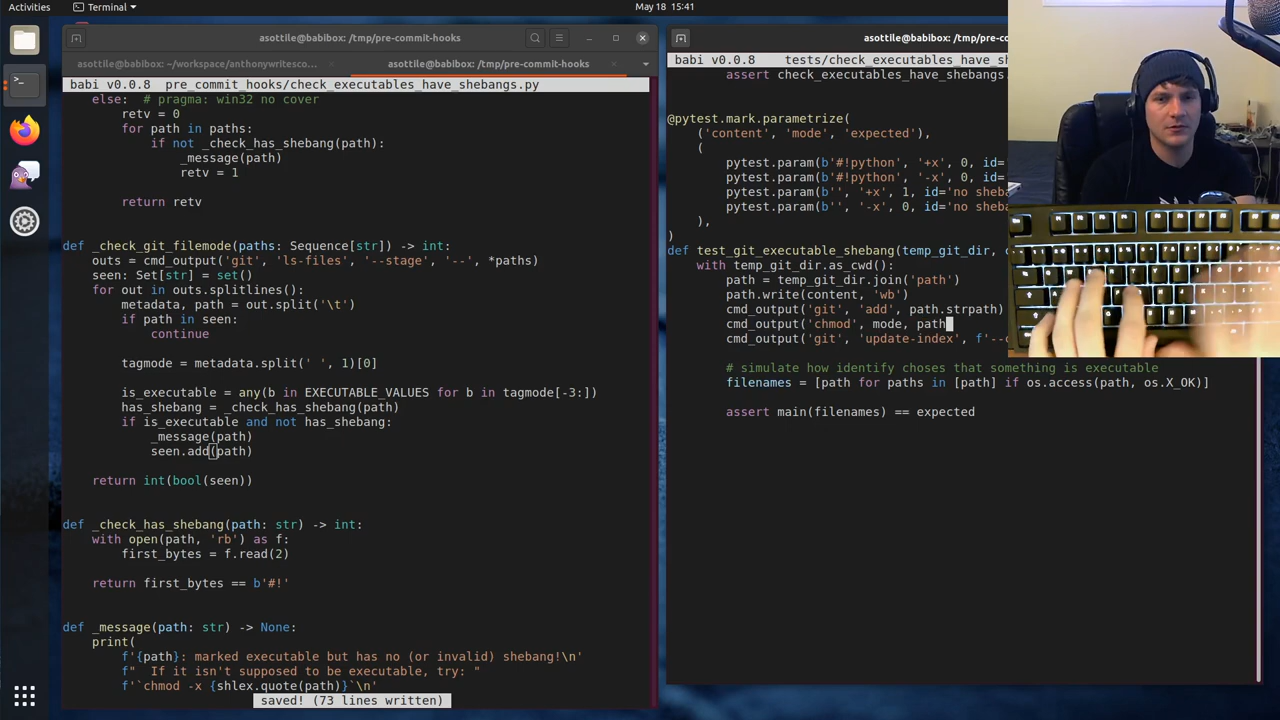 Activities
Terminal
May 18 15:41
asottile@babibox: /tmp/pre-commit-hooks
asottile@babibox: ~/workspace/anthonywritesco...
asottile@babibox: /tmp/pre-commit-hooks
babi v0.0.8 pre_commit_hooks/check_executables_have_shebangs.py
else:  # pragma: win32 no cover
retv = 0
for path in paths:
if not _check_has_shebang(path):
_message(path)
retv = 1
return retv
def _check_git_filemode(paths: Sequence[str]) -> int:
outs = cmd_output('git', 'ls-files', '--stage', '--', *paths)
seen: Set[str] = set()
for out in outs.splitlines():
metadata, path = out.split('\t')
if path in seen:
continue
tagmode = metadata.split(' ', 1)[0]
is_executable = any(b in EXECUTABLE_VALUES for b in tagmode[-3:])
has_shebang = _check_has_shebang(path)
if is_executable and not has_shebang:
_message(path)
seen.add(path)
return int(bool(seen))
def _check_has_shebang(path: str) -> int:
with open(path, 'rb') as f:
first_bytes = f.read(2)
return first_bytes == b'#!'
def _message(path: str) -> None:
print(
f'{path}: marked executable but has no (or invalid) shebang!\n'
f"  If it isn't supposed to be executable, try: "
f'`chmod -x {shlex.quote(path)}`\n'
saved! (73 lines written)
asottile@babibox: /tmp/pre-co
babi v0.0.8 tests/check_executables_have_sh
assert check_executables_have_shebangs.
@pytest.mark.parametrize(
('content', 'mode', 'expected'),
(
pytest.param(b'#!python', '+x', 0, id='
pytest.param(b'#!python', '-x', 0, id='
pytest.param(b'', '+x', 1, id='no sheba
pytest.param(b'', '-x', 0, id='no sheba
),
)
def test_git_executable_shebang(temp_git_dir, c
with temp_git_dir.as_cwd():
path = temp_git_dir.join('path')
path.write(content, 'wb')
cmd_output('git', 'add', path.strpath)
cmd_output('chmod', mode, path
cmd_output('git', 'update-index', f'--c
# simulate how identify choses that something is executable
filenames = [path for paths in [path] if os.access(path, os.X_OK)]
assert main(filenames) == expected